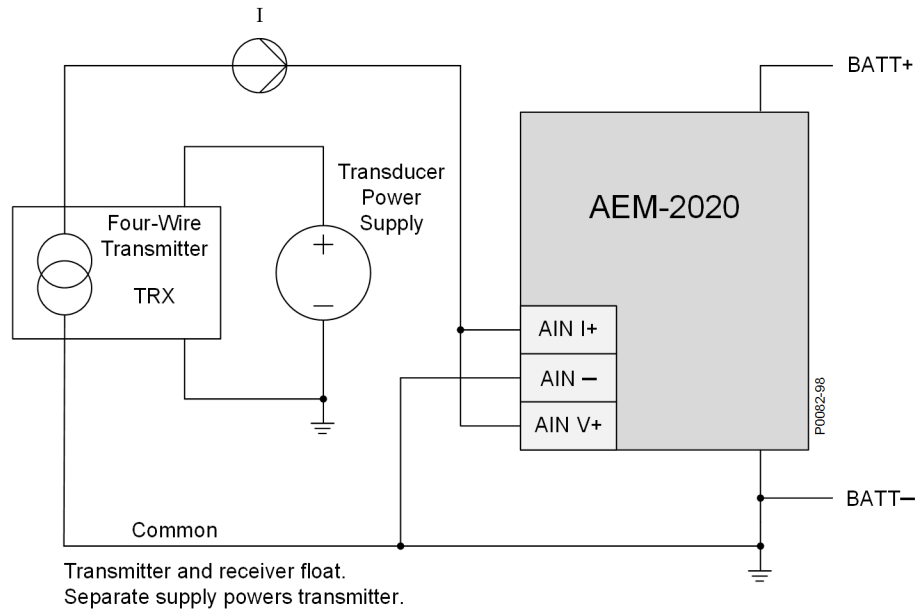 I
BATT+
Transducer
Power
Supply
AEM-2020
Four-Wire
Transmitter
TRX
+
−
AIN I+
AIN −
AIN V+
P0082-98
BATT−
Common
Transmitter and receiver float.
Separate supply powers transmitter.